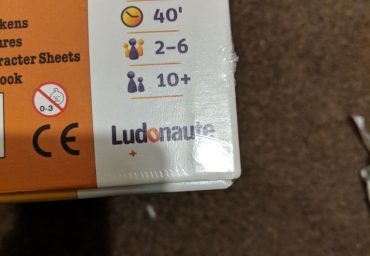 kens
ures
racter Sheets
ook
0-3
CE
40'
2-6
10+
Ludonaute